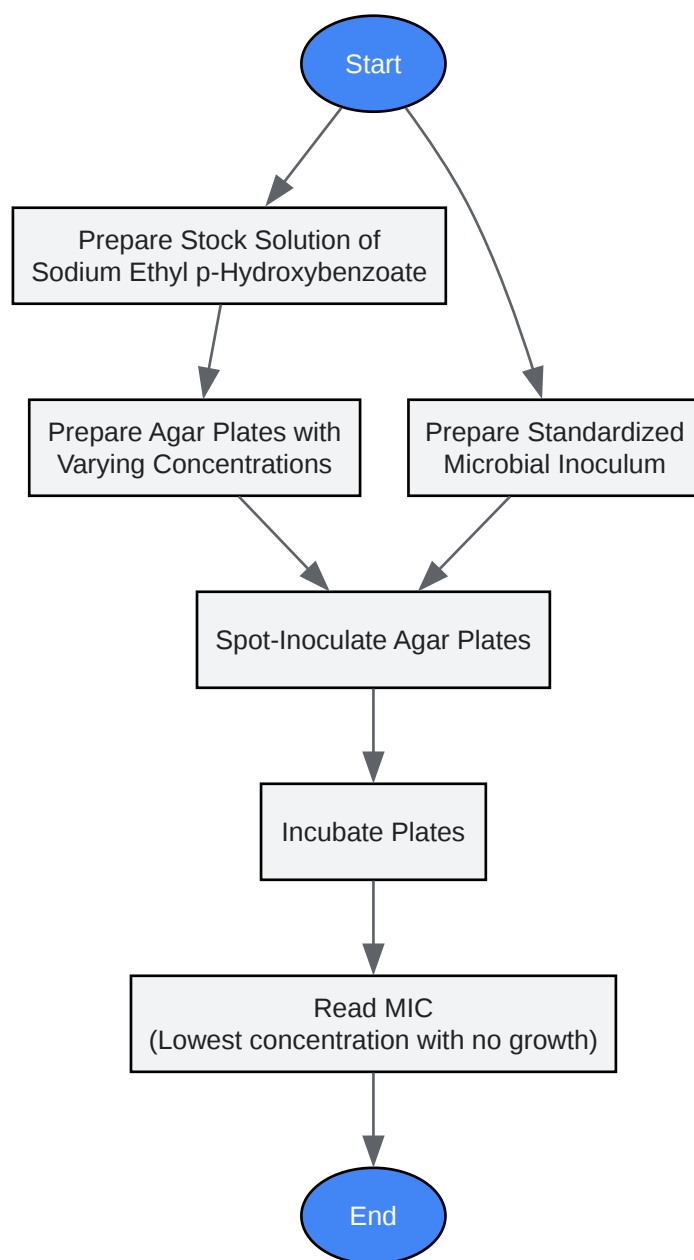 Start
Prepare Stock Solution of
Sodium Ethyl p-Hydroxybenzoate
Prepare Agar Plates with
Varying Concentrations
Prepare Standardized
Microbial Inoculum
Spot-Inoculate Agar Plates
Incubate Plates
Read MIC
(Lowest concentration with no growth)
End